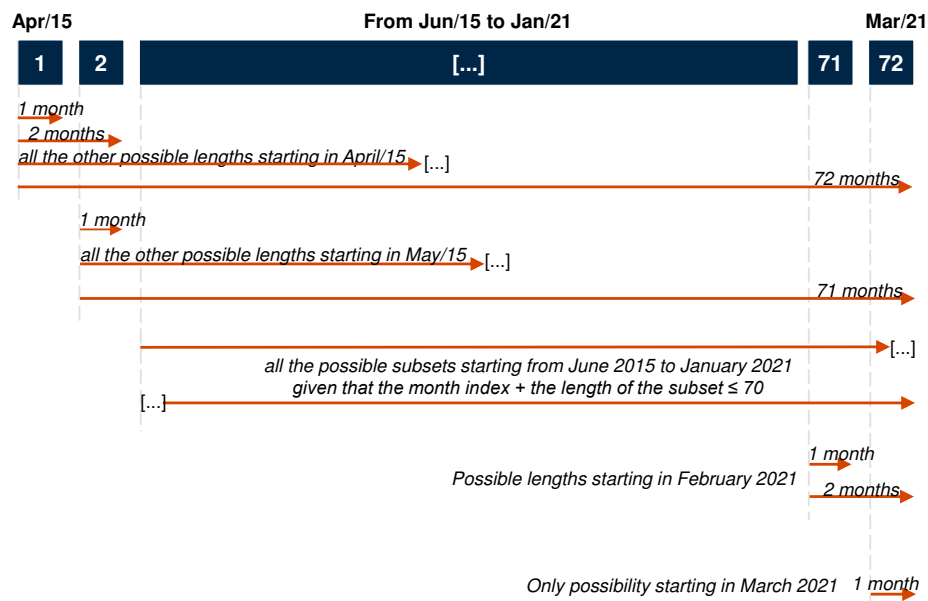 Apr/15 From Jun/15 to Jan/21 Mar/21
1 2 [...] 71 72
1 month
2 months
all the other possible lengths starting in April/15 [...]
72 months
1 month
all the other possible lengths starting in May/15 [...]
71 months
[...]
all the possible subsets starting from June 2015 to January 2021
given that the month index + the length of the subset ≤ 70
[...]
1 month
Possible lengths starting in February 2021
2 months
Only possibility starting in March 2021 1 month